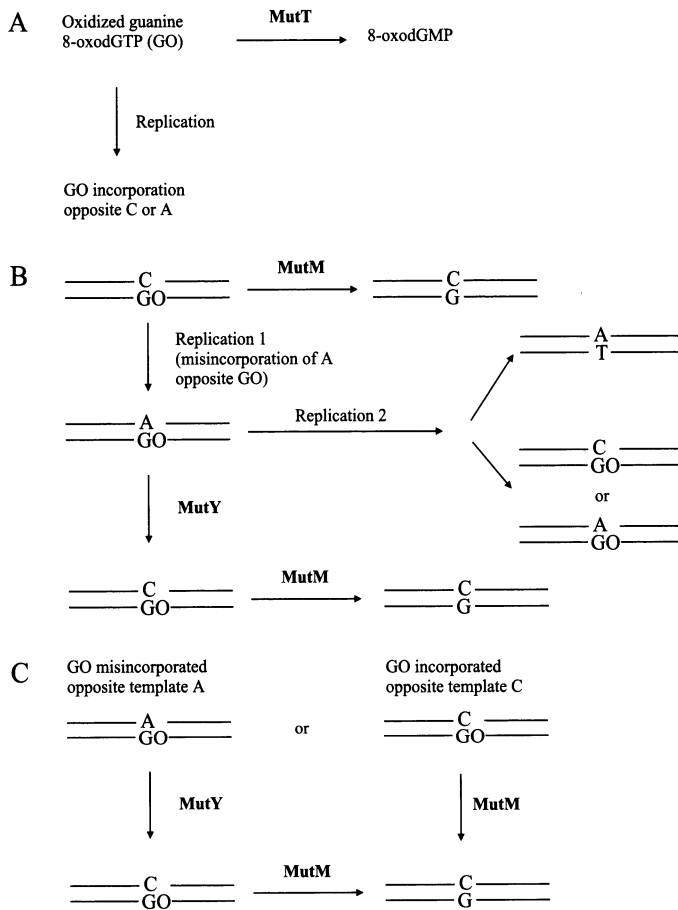 A
Oxidized guanine
8-oxodGTP (GO)
MutT
8-oxodGMP
Replication
GO incorporation
opposite C or A
B
C
GO
MutM
C
G
Replication 1
(misincorporation of A
opposite GO)
A
T
A
GO
Replication 2
C
GO
or
A
GO
MutY
C
GO
MutM
C
G
C
GO misincorporated
opposite template A
GO incorporated
opposite template C
A
GO
or
C
GO
MutY
MutM
C
GO
MutM
C
G